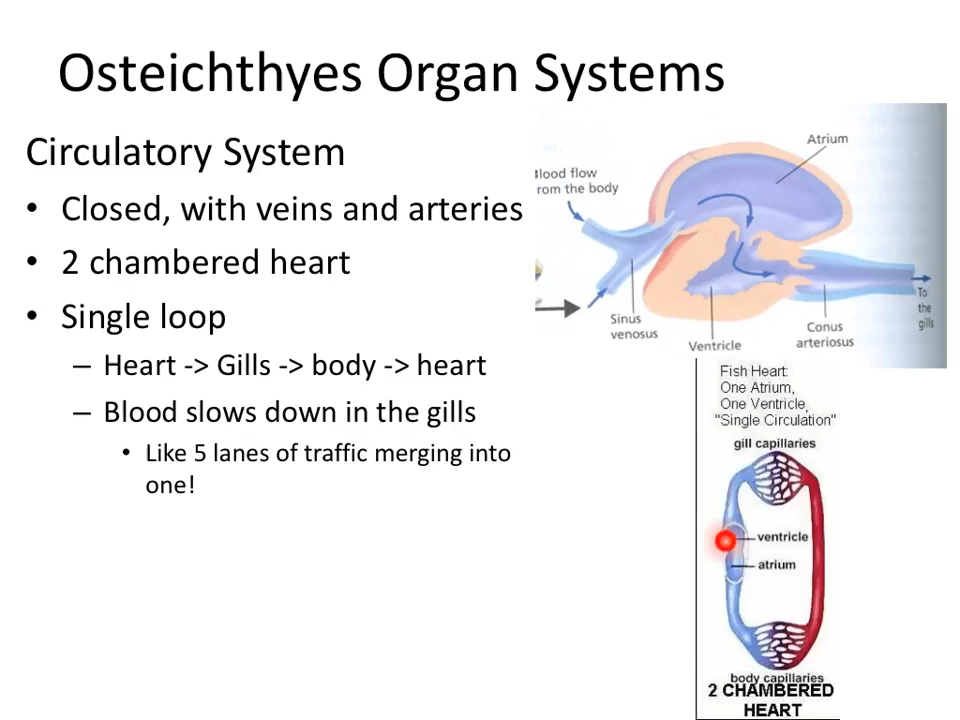 Osteichthyes Organ Systems
Circulatory System
• Closed, with veins and arteries
• 2 chambered heart
• Single loop
– Heart -> Gills -> body -> heart
– Blood slows down in the gills
• Like 5 lanes of traffic merging into
one!
Atrium
Blood flow
rom the body
Sinus
venosus
Ventricle
Conus
arteriosus
To
the
gills
Fish Heart:
One Atrium,
One Ventricle,
"Single Circulation"
gill capillaries
ventricle
atrium
body capillaries
2 CHAMBERED
HEART